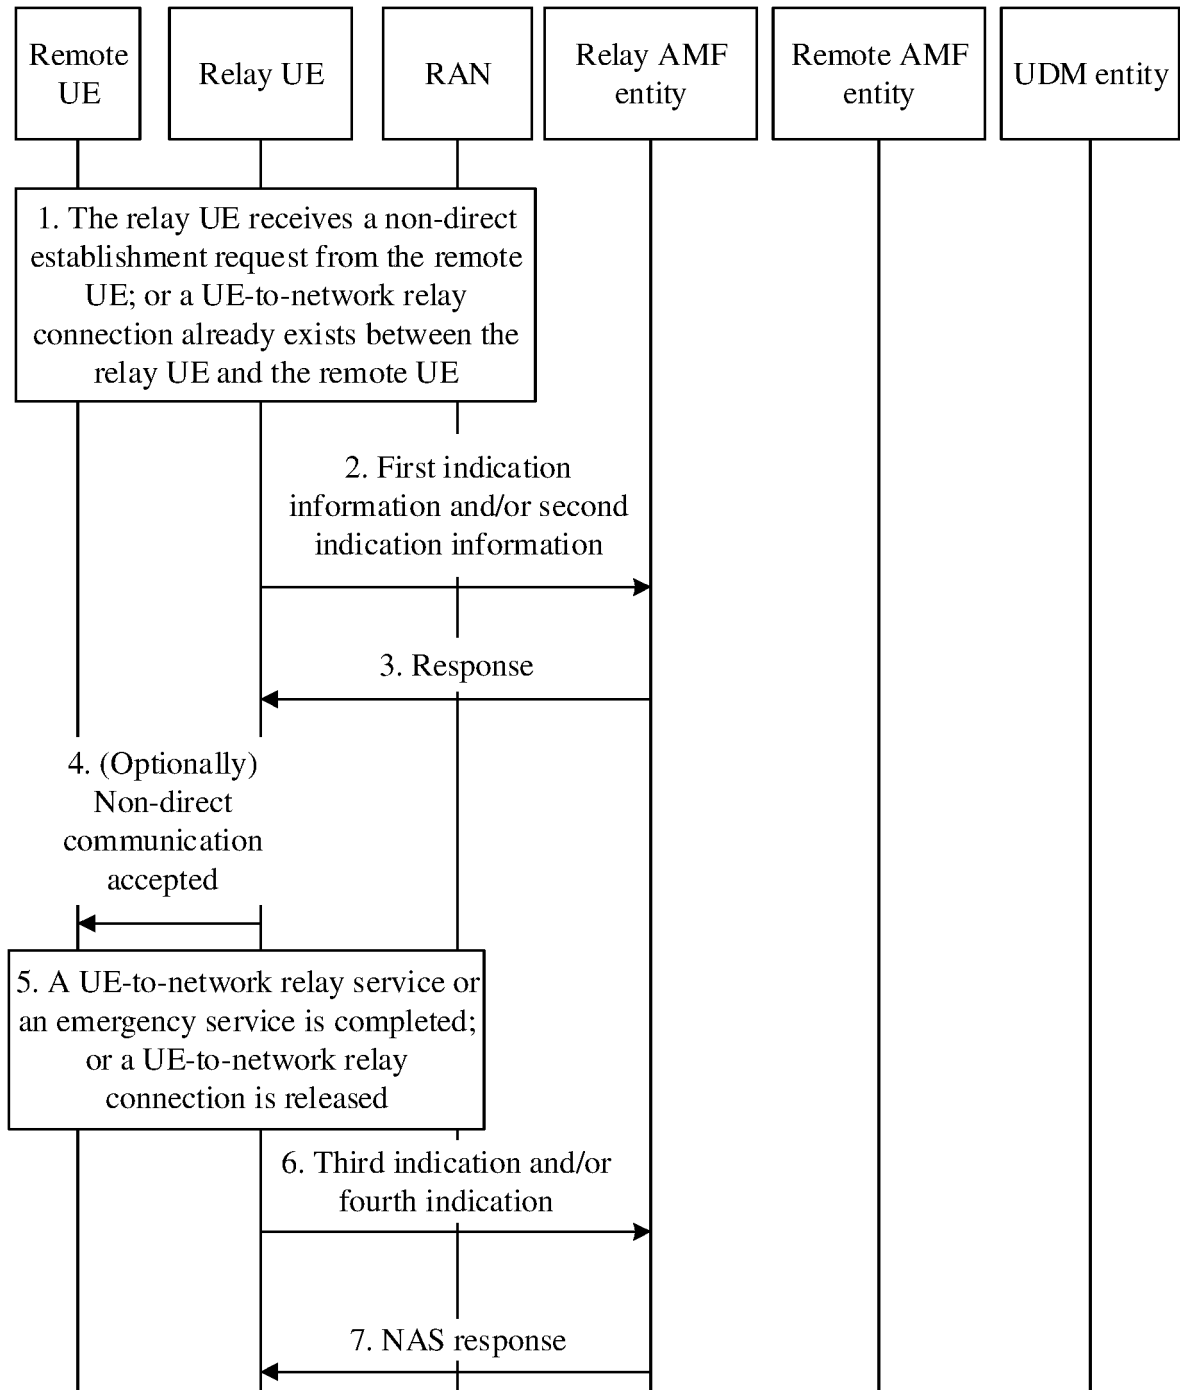 Remote
UE
Relay UE
RAN
Relay AMF
entity
Remote AMF
entity
UDM entity
1. The relay UE receives a non-direct
establishment request from the remote
UE; or a UE-to-network relay
connection already exists between the
relay UE and the remote UE
2. First indication
information and/or second
indication information
3. Response
4. (Optionally)
Non-direct
communication
accepted
5. A UE-to-network relay service or
an emergency service is completed;
or a UE-to-network relay
connection is released
6. Third indication and/or
fourth indication
7. NAS response